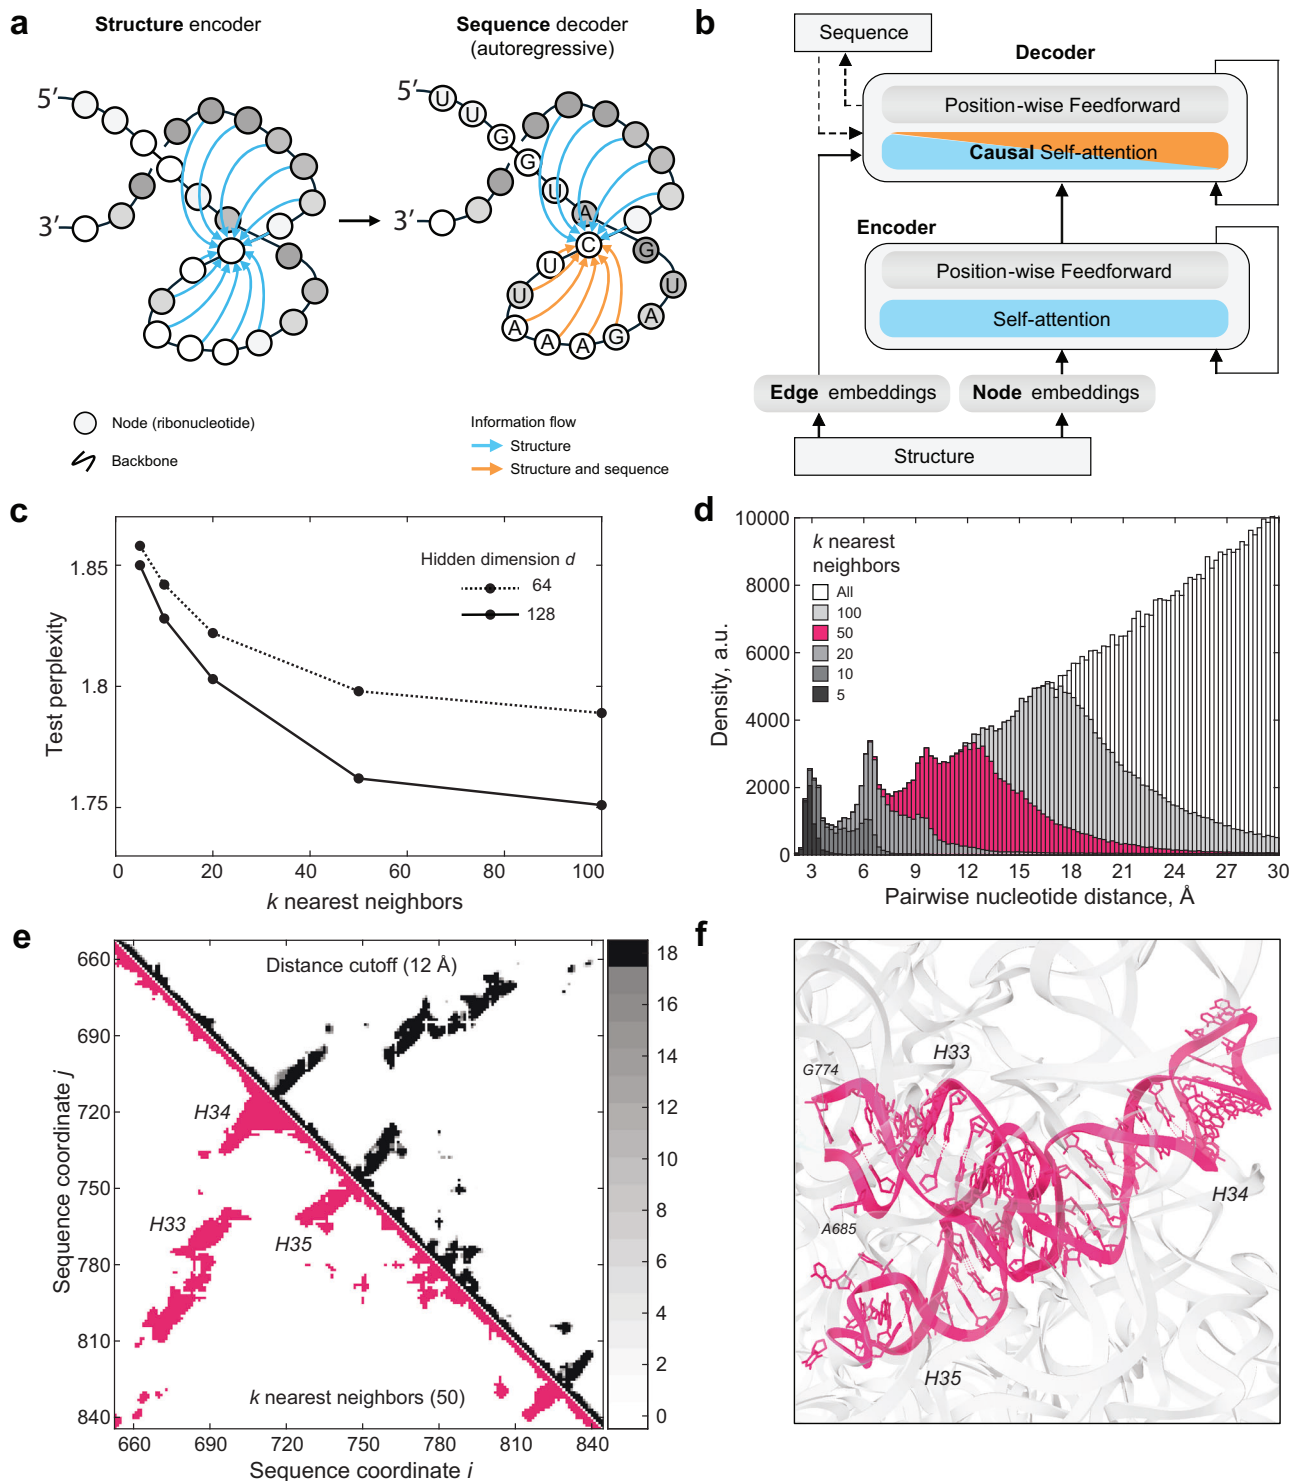 a
Structure encoder
Sequence decoder
(autoregressive)
5′
3′
5′
3′
U
U
G
G
U
A
G
U
A
G
A
A
A
U
U
C
Node (ribonucleotide)
Backbone
Information flow
Structure
Structure and sequence
b
Sequence
Decoder
Position-wise Feedforward
Causal Self-attention
Encoder
Position-wise Feedforward
Self-attention
Edge embeddings
Node embeddings
Structure
c
Hidden dimension d
64
128
1.85
1.8
1.75
Test perplexity
0 20 40 60 80 100
k nearest neighbors
d
k nearest
neighbors
All
100
50
20
10
5
10000
8000
6000
4000
2000
0
Density, a.u.
3 6 9 12 15 18 21 24 27 30
Pairwise nucleotide distance, Å
e
Distance cutoff (12 Å)
H34
H33
H35
k nearest neighbors (50)
660
690
720
750
780
810
840
Sequence coordinate j
660 690 720 750 780 810 840
Sequence coordinate i
18
16
14
12
10
8
6
4
2
0
f
H33
G774
H34
A685
H35